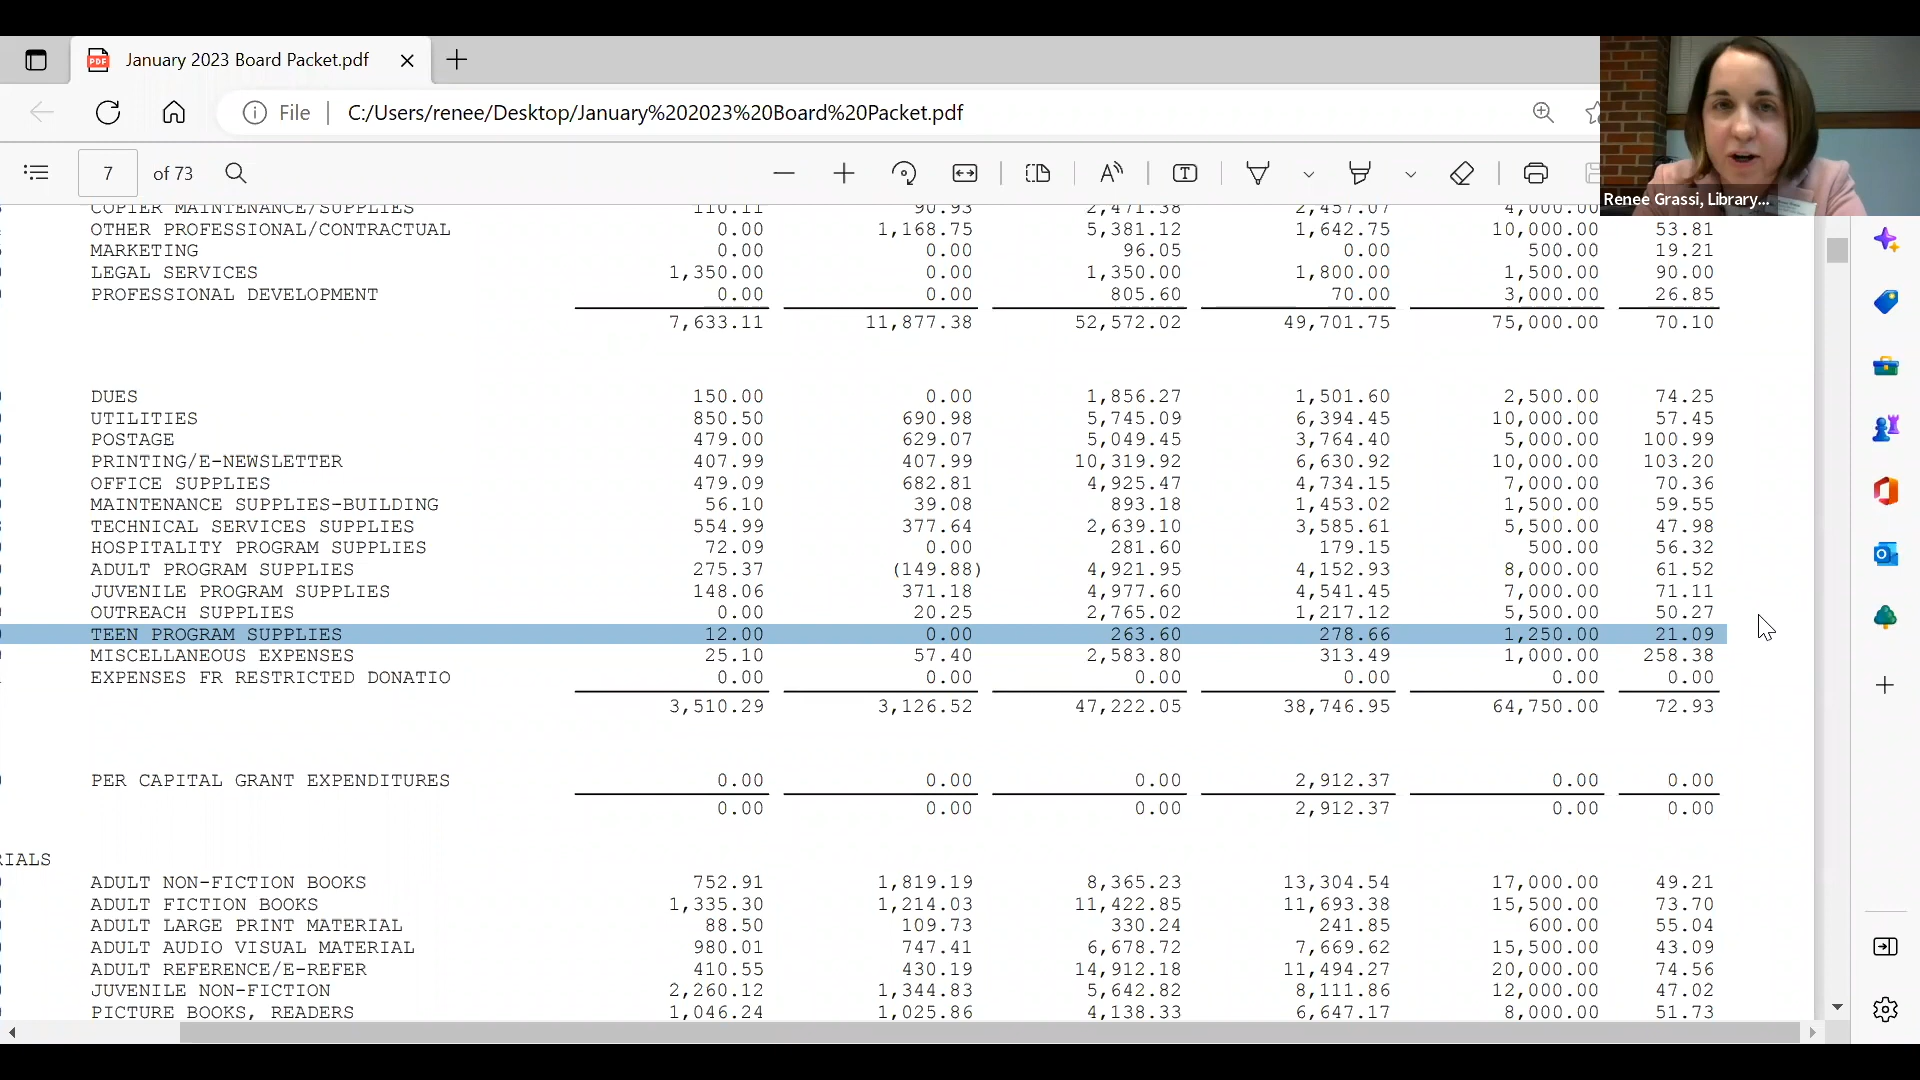 January 2023 Board Packet.pdf
File | C:/Users/renee/Desktop/January%202023%20Board%20Packet.pdf
7 of 73
Renee Grassi, Library...
COPIER MAINTENANCE/SUPPLIES 110.11 90.93 2,471.38 2,457.07 4,000.00
OTHER PROFESSIONAL/CONTRACTUAL 0.00 1,168.75 5,381.12 1,642.75 10,000.00 53.81
MARKETING 0.00 0.00 96.05 0.00 500.00 19.21
LEGAL SERVICES 1,350.00 0.00 1,350.00 1,800.00 1,500.00 90.00
PROFESSIONAL DEVELOPMENT 0.00 0.00 805.60 70.00 3,000.00 26.85
7,633.11 11,877.38 52,572.02 49,701.75 75,000.00 70.10
DUES 150.00 0.00 1,856.27 1,501.60 2,500.00 74.25
UTILITIES 850.50 690.98 5,745.09 6,394.45 10,000.00 57.45
POSTAGE 479.00 629.07 5,049.45 3,764.40 5,000.00 100.99
PRINTING/E-NEWSLETTER 407.99 407.99 10,319.92 6,630.92 10,000.00 103.20
OFFICE SUPPLIES 479.09 682.81 4,925.47 4,734.15 7,000.00 70.36
MAINTENANCE SUPPLIES-BUILDING 56.10 39.08 893.18 1,453.02 1,500.00 59.55
TECHNICAL SERVICES SUPPLIES 554.99 377.64 2,639.10 3,585.61 5,500.00 47.98
HOSPITALITY PROGRAM SUPPLIES 72.09 0.00 281.60 179.15 500.00 56.32
ADULT PROGRAM SUPPLIES 275.37 (149.88) 4,921.95 4,152.93 8,000.00 61.52
JUVENILE PROGRAM SUPPLIES 148.06 371.18 4,977.60 4,541.45 7,000.00 71.11
OUTREACH SUPPLIES 0.00 20.25 2,765.02 1,217.12 5,500.00 50.27
TEEN PROGRAM SUPPLIES 12.00 0.00 263.60 278.66 1,250.00 21.09
MISCELLANEOUS EXPENSES 25.10 57.40 2,583.80 313.49 1,000.00 258.38
EXPENSES FR RESTRICTED DONATIO 0.00 0.00 0.00 0.00 0.00 0.00
3,510.29 3,126.52 47,222.05 38,746.95 64,750.00 72.93
PER CAPITAL GRANT EXPENDITURES 0.00 0.00 0.00 2,912.37 0.00 0.00
0.00 0.00 0.00 2,912.37 0.00 0.00
RIALS
ADULT NON-FICTION BOOKS 752.91 1,819.19 8,365.23 13,304.54 17,000.00 49.21
ADULT FICTION BOOKS 1,335.30 1,214.03 11,422.85 11,693.38 15,500.00 73.70
ADULT LARGE PRINT MATERIAL 88.50 109.73 330.24 241.85 600.00 55.04
ADULT AUDIO VISUAL MATERIAL 980.01 747.41 6,678.72 7,669.62 15,500.00 43.09
ADULT REFERENCE/E-REFER 410.55 430.19 14,912.18 11,494.27 20,000.00 74.56
JUVENILE NON-FICTION 2,260.12 1,344.83 5,642.82 8,111.86 12,000.00 47.02
PICTURE BOOKS, READERS 1,046.24 1,025.86 4,138.33 6,647.17 8,000.00 51.73